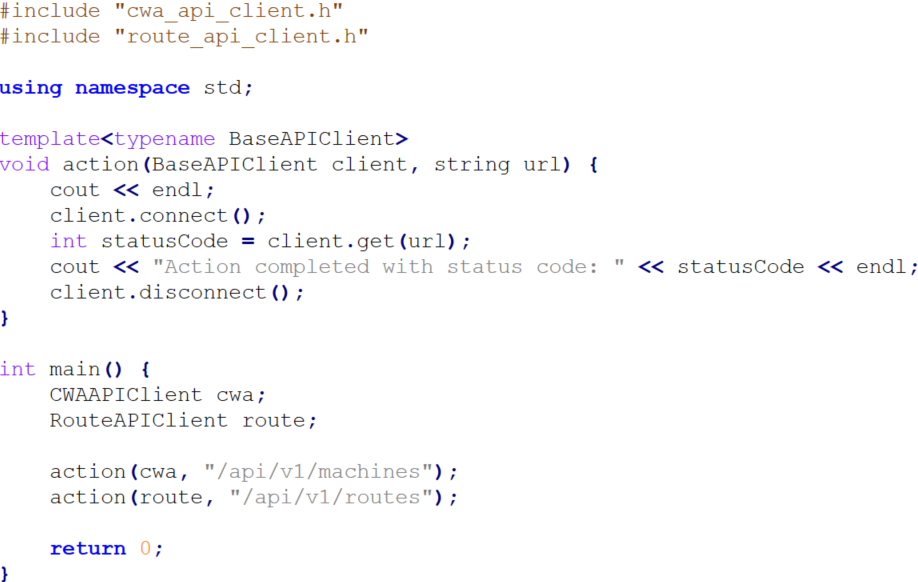 #include "cwa_api_client.h"
#include "route_api_client.h"

using namespace std;

template<typename BaseAPIClient>
void action(BaseAPIClient client, string url) {
    cout << endl;
    client.connect();
    int statusCode = client.get(url);
    cout << "Action completed with status code: " << statusCode << endl;
    client.disconnect();
}

int main() {
    CWAAPIClient cwa;
    RouteAPIClient route;

    action(cwa, "/api/v1/machines");
    action(route, "/api/v1/routes");

    return 0;
}